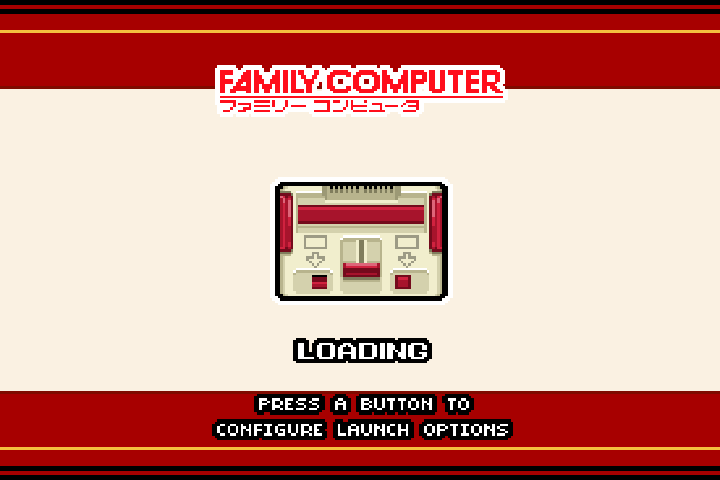 FAMILY COMPUTER
ファミリー コンピュータ
LOADING
PRESS A BUTTON TO
CONFIGURE LAUNCH OPTIONS